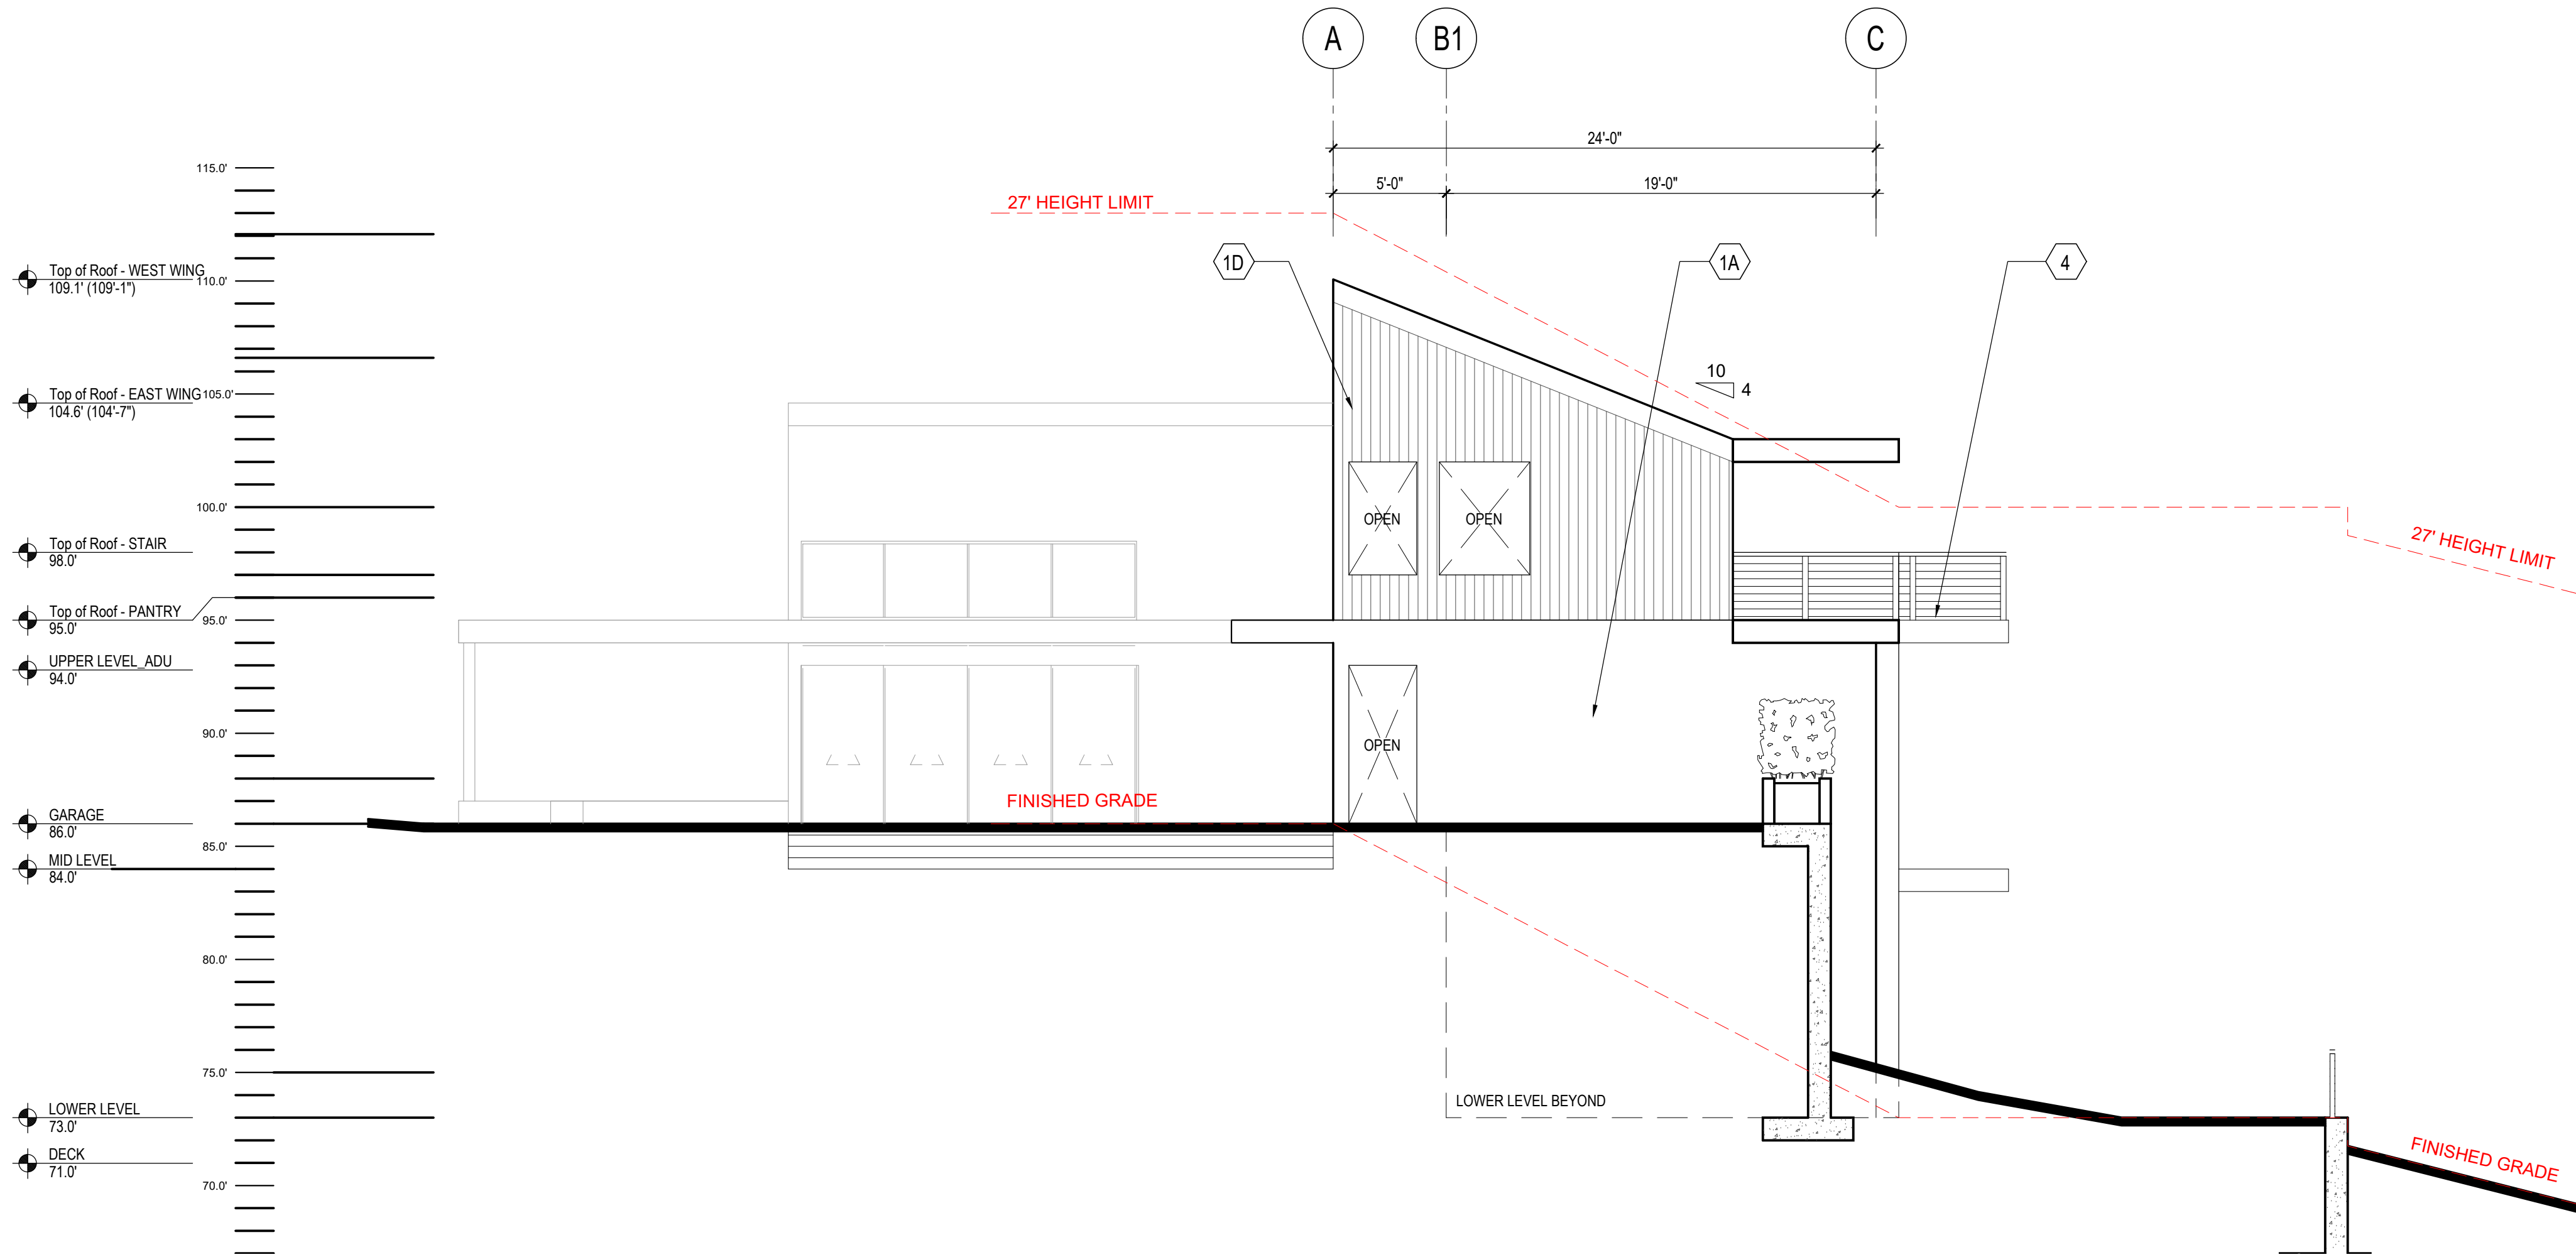 A
B1
C
24'-0"
5'-0"
19'-0"
115.0'
27' HEIGHT LIMIT
1D
1A
4
Top of Roof - WEST WING
109.1' (109'-1")
110.0'
10
4
Top of Roof - EAST WING
104.6' (104'-7")
105.0'
100.0'
OPEN
OPEN
27' HEIGHT LIMIT
Top of Roof - STAIR
98.0'
Top of Roof - PANTRY
95.0'
95.0'
UPPER LEVEL_ADU
94.0'
90.0'
OPEN
FINISHED GRADE
GARAGE
86.0'
85.0'
MID LEVEL
84.0'
80.0'
75.0'
LOWER LEVEL BEYOND
LOWER LEVEL
73.0'
DECK
71.0'
FINISHED GRADE
70.0'